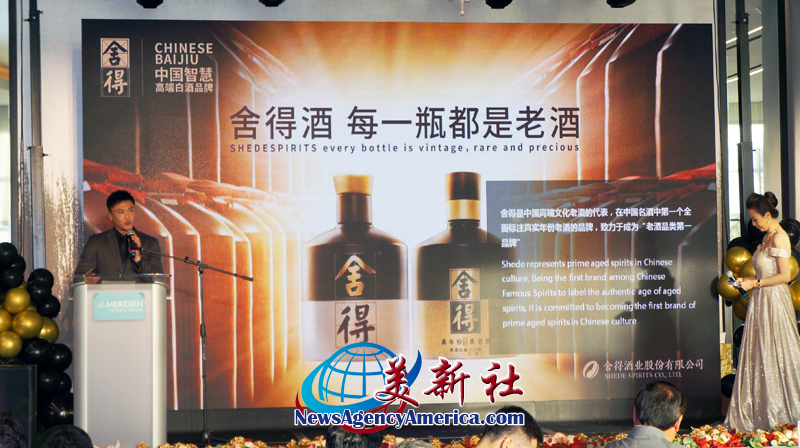 舍得
CHINESE
BAIJIU
中国智慧
高端白酒品牌
舍得酒 每一瓶都是老酒
SHEDESPIRITS every bottle is vintage, rare and precious
舍得是中国高端文化老酒的代表，在中国名酒中第一个全
面标注真实年份老酒的品牌，致力于成为“老酒品类第一
品牌”
Shede represents prime aged spirits in Chinese
culture. Being the first brand among Chinese
Famous Spirits to label the authentic age of aged
spirits, it is committed to becoming the first brand of
prime aged spirits in Chinese culture
舍得
舍得
舍得酒业股份有限公司
SHEDE SPIRITS CO., LTD.
MERIDIEN
美新社
NewsAgencyAmerica.com